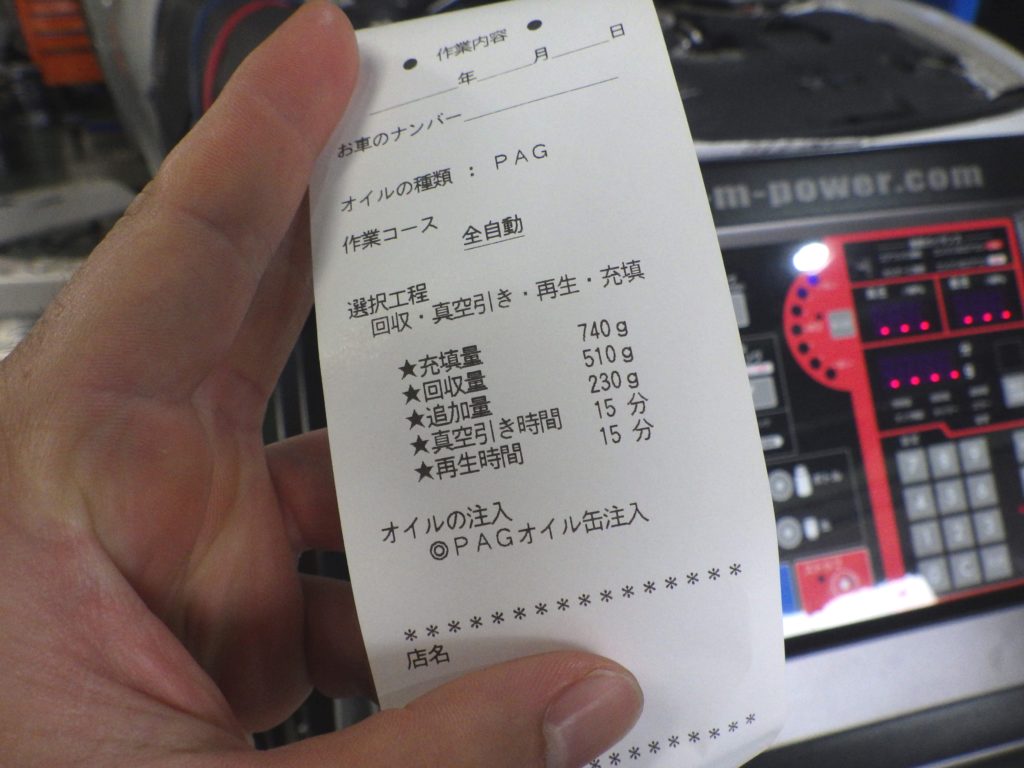 ● 作業内容 ●
年 月 日
お車のナンバー
オイルの種類 : PAG
作業コース 全自動
選択工程
回収・真空引き・再生・充填
★充填量 740g
★回収量 510g
★追加量 230g
★真空引き時間 15 分
★再生時間 15 分
オイルの注入
◎PAGオイル缶注入
****************
店名
m-power.com